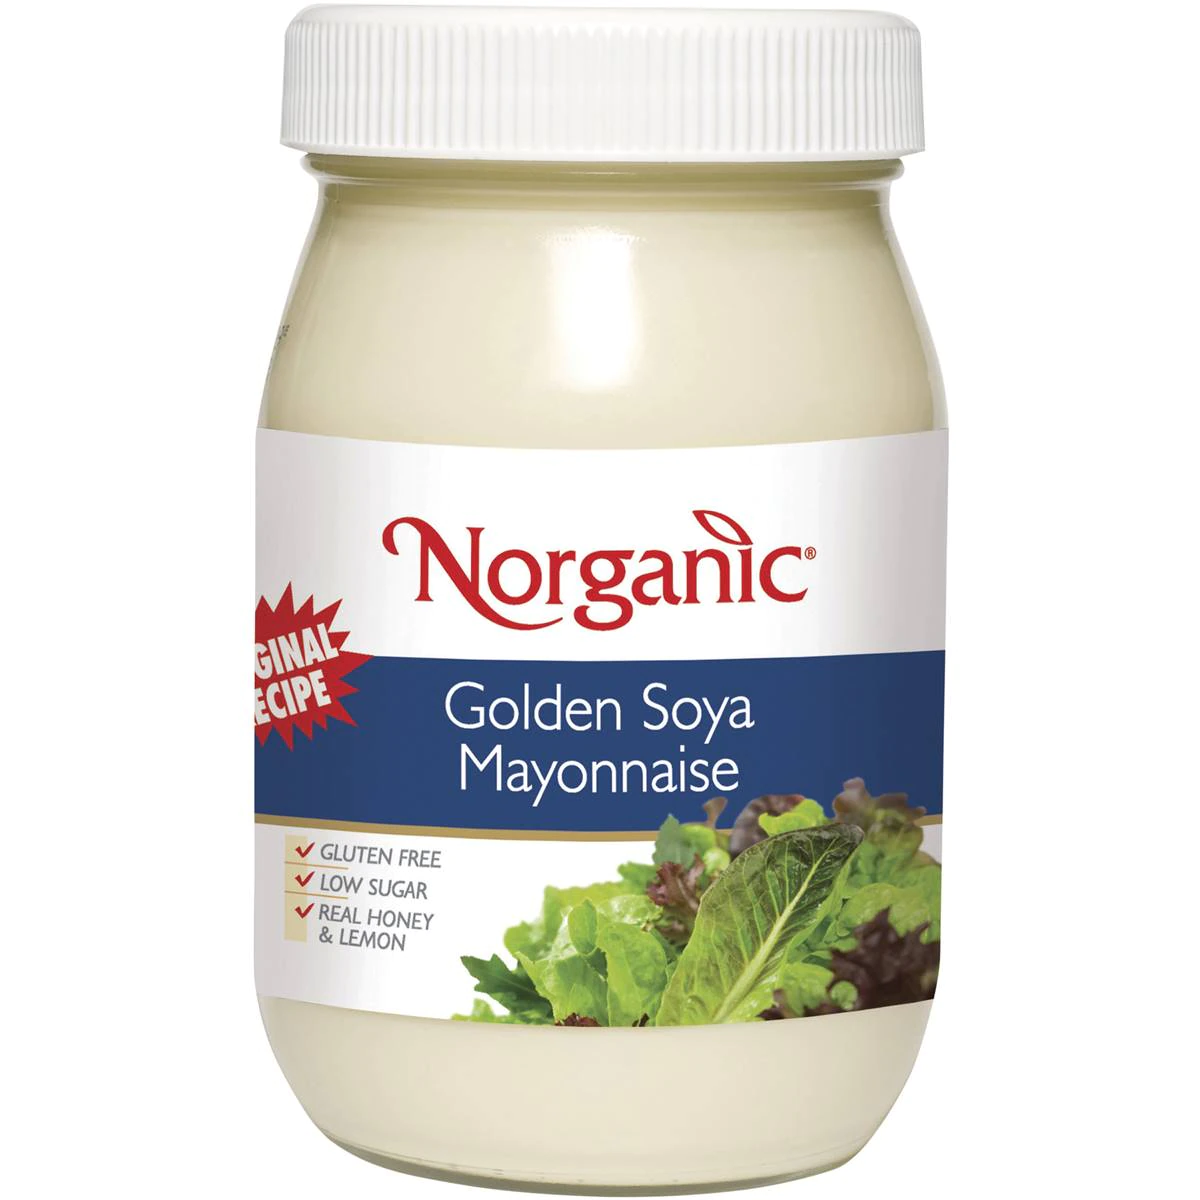 Norganic®
GINAL
ECIPE
Golden Soya
Mayonnaise
GLUTEN FREE
LOW SUGAR
REAL HONEY
& LEMON